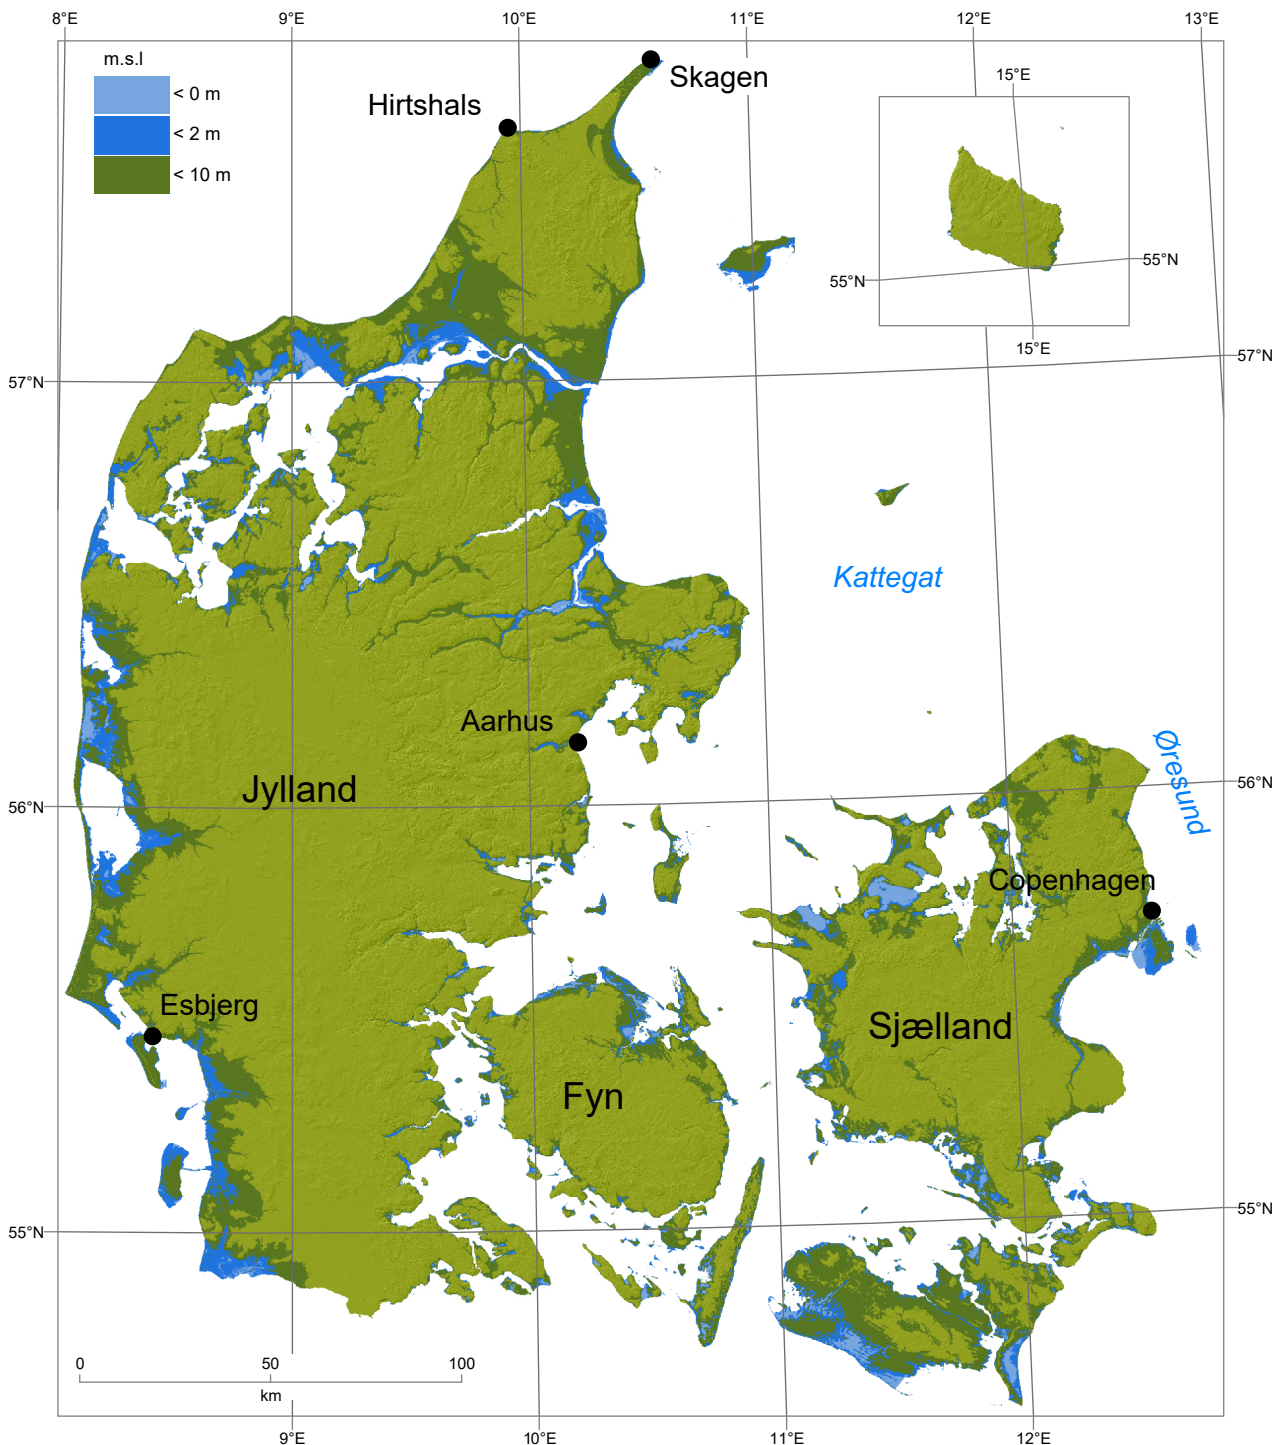 8°E 9°E 10°E 11°E 12°E 13°E
m.s.l
< 0 m
< 2 m
< 10 m
Skagen
Hirtshals
15°E
55°N
55°N
15°E
57°N
57°N
Kattegat
Aarhus
Øresund
Jylland
56°N
56°N
Copenhagen
Esbjerg
Sjælland
Fyn
55°N
55°N
0 50 100
km
9°E 10°E 11°E 12°E